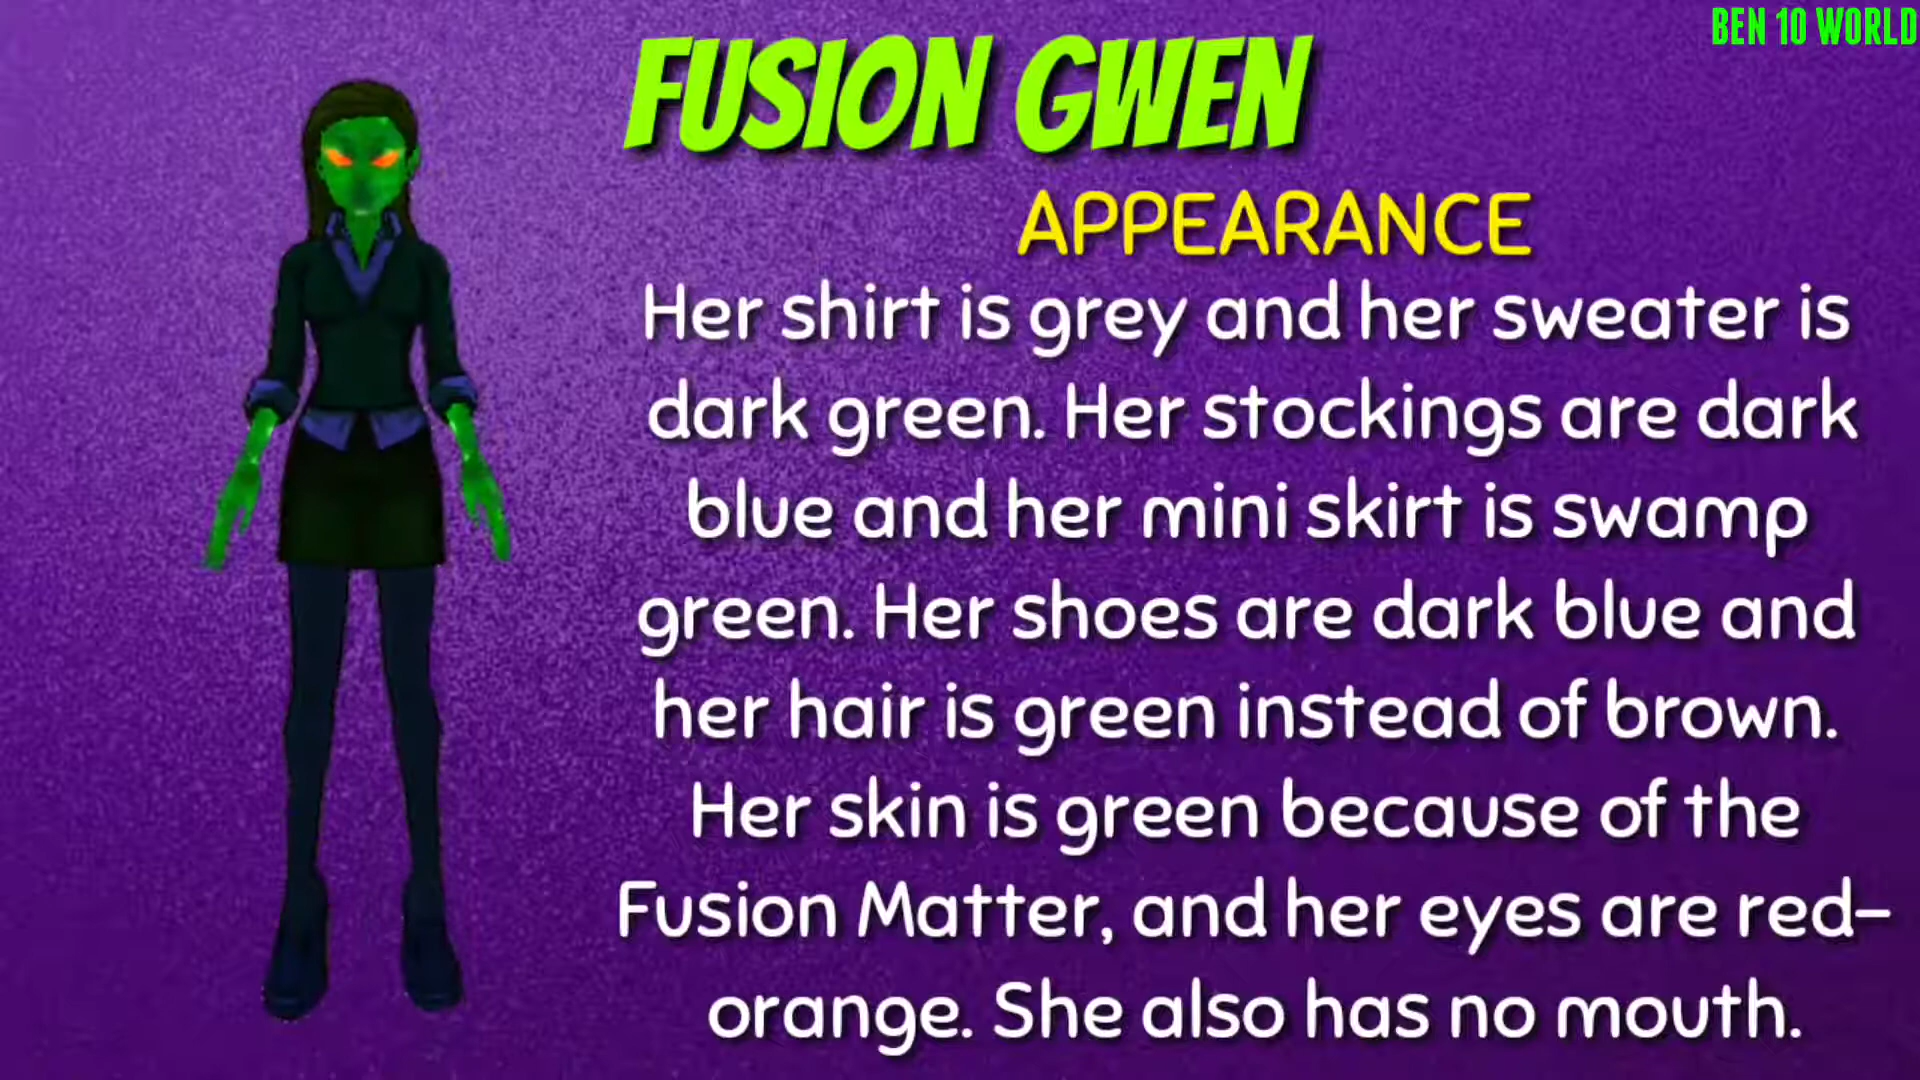 BEN 10 WORLD
FUSION GWEN
APPEARANCE
Her shirt is grey and her sweater is
dark green. Her stockings are dark
blue and her mini skirt is swamp
green. Her shoes are dark blue and
her hair is green instead of brown.
Her skin is green because of the
Fusion Matter, and her eyes are red-
orange. She also has no mouth.